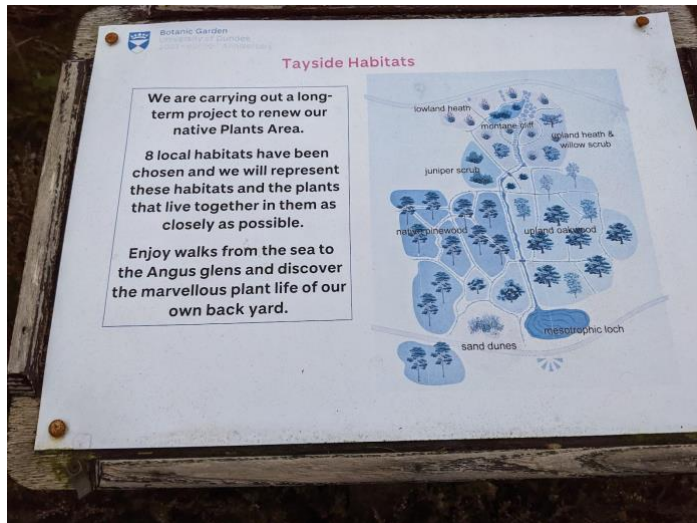 Botanic Garden
University of Dundee
Tayside Habitats
We are carrying out a long-
term project to renew our
native Plants Area.
8 local habitats have been
chosen and we will represent
these habitats and the plants
that live together in them as
closely as possible.
Enjoy walks from the sea to
the Angus glens and discover
the marvellous plant life of our
own back yard.
lowland heath
montane cliff
upland heath &
willow scrub
juniper scrub
native pinewood
upland oakwood
mesotrophic loch
sand dunes